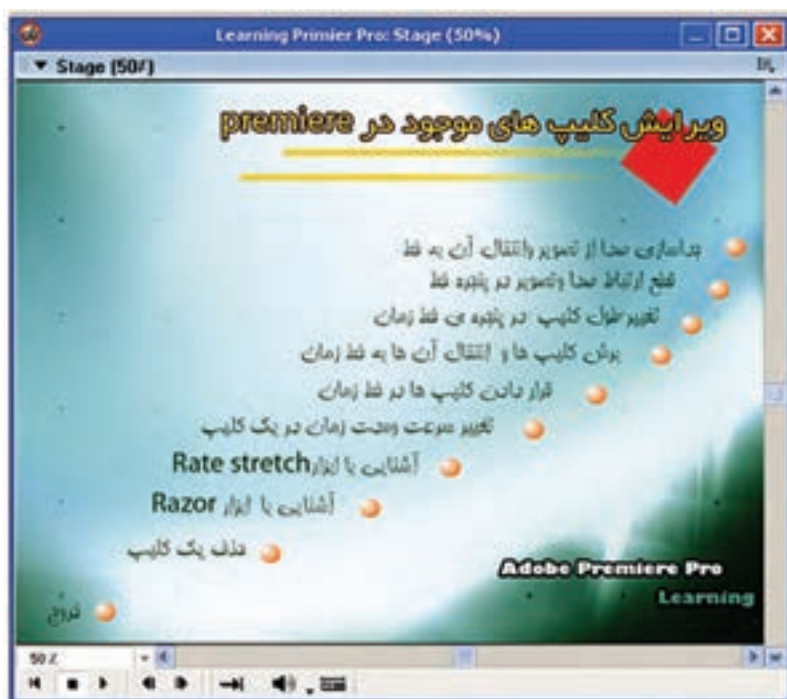 Learning Primier Pro: Stage (50%)
Stage (50%)
ویرایش کلیپ های موجود در premiere
جداسازی صدا از تصویر وانتقال آن به خط
قطع ارتباط صدا وتصویر در پنجره خط
تغییر طول کلیپ در پنجره ی خط زمان
برش کلیپ ها و انتقال آن ها به خط زمان
قرار دادن کلیپ ها در خط زمان
تغییر سرعت ومدت زمان در یک کلیپ
آشنایی با ابزار Rate stretch
آشنایی با ابزار Razor
حذف یک کلیپ
خروج
Adobe Premiere Pro
Learning
50 %